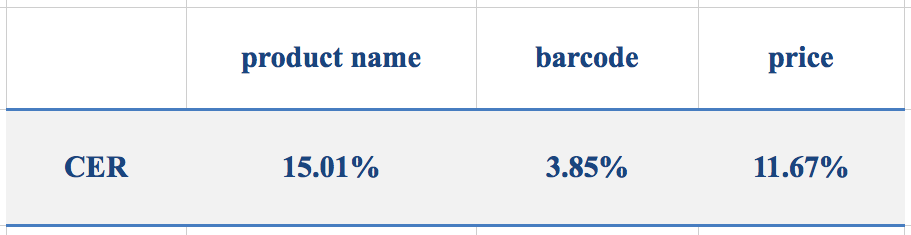 product name barcode price
CER 15.01% 3.85% 11.67%